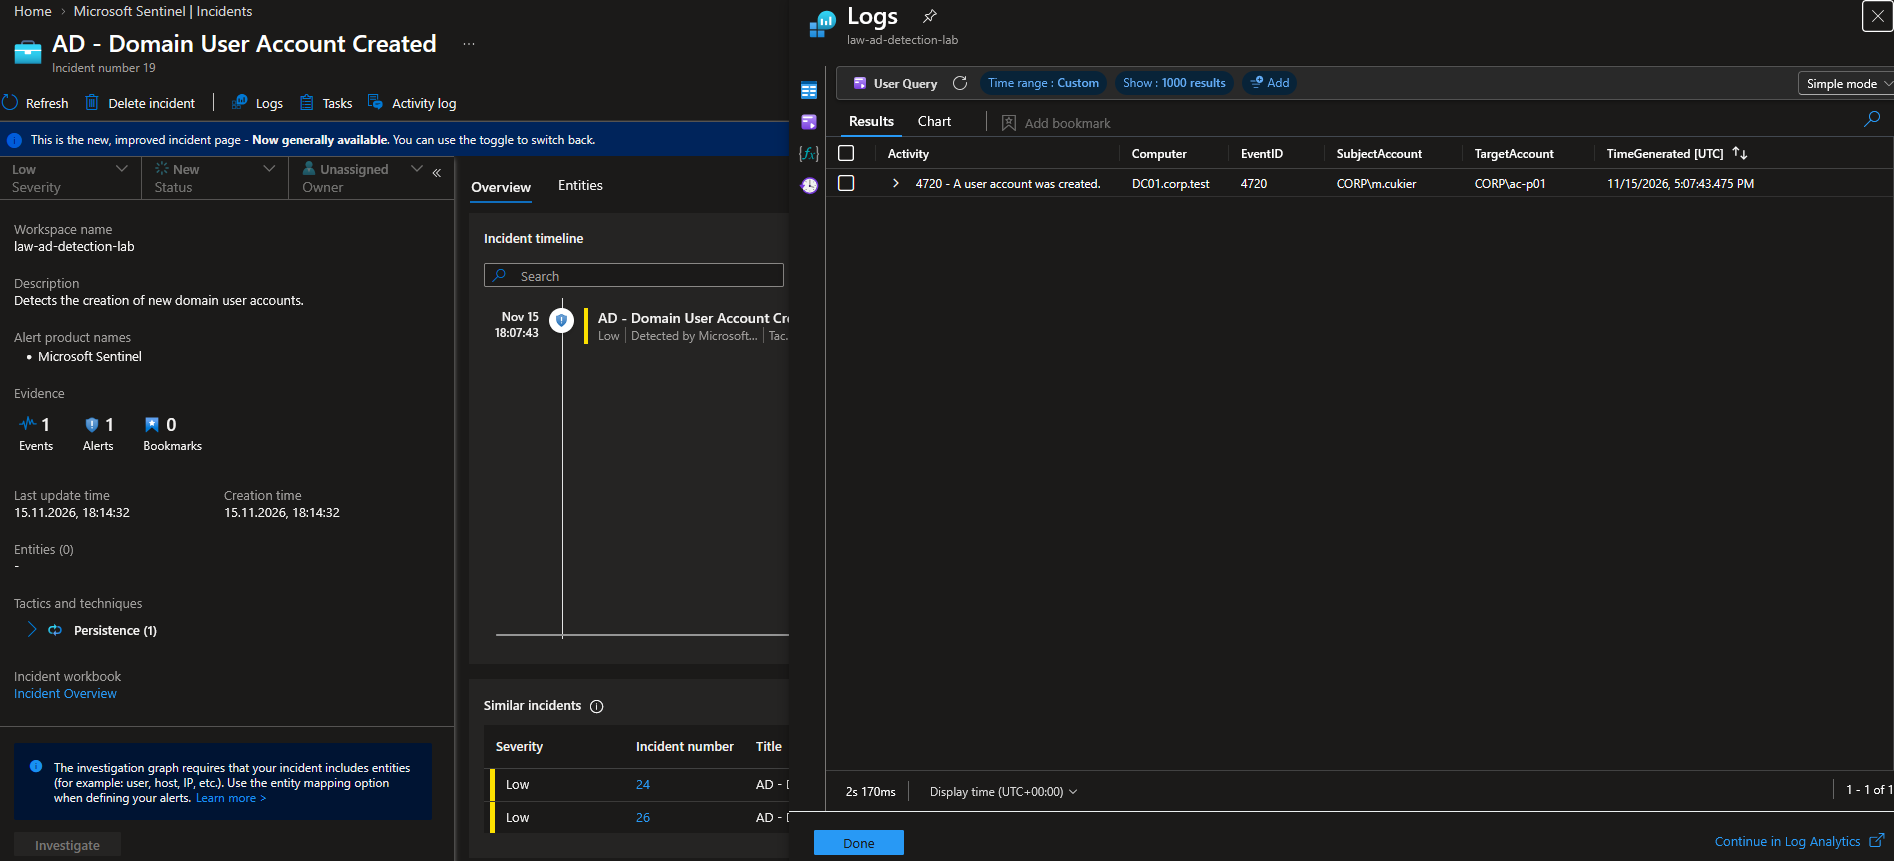 Home > Microsoft Sentinel | Incidents
AD - Domain User Account Created ...
Incident number 19
Refresh
Delete incident
Logs
Tasks
Activity log
This is the new, improved incident page - Now generally available. You can use the toggle to switch back.
Low
Severity
New
Status
Unassigned
Owner
«
Workspace name
law-ad-detection-lab
Description
Detects the creation of new domain user accounts.
Alert product names
• Microsoft Sentinel
Evidence
1
Events
1
Alerts
0
Bookmarks
Last update time
15.11.2026, 18:14:32
Creation time
15.11.2026, 18:14:32
Entities (0)
-
Tactics and techniques
Persistence (1)
Incident workbook
Incident Overview
The investigation graph requires that your incident includes entities
(for example: user, host, IP, etc.). Use the entity mapping option
when defining your alerts. Learn more >
Investigate
Overview
Entities
Incident timeline
Search
Nov 15
18:07:43
AD - Domain User Account Cr
Low | Detected by Microsoft... | Tac.
Similar incidents
Severity Incident number Title
Low 24 AD -
Low 26 AD -
Logs
law-ad-detection-lab
User Query
Time range : Custom
Show : 1000 results
Add
Simple mode
Results
Chart
Add bookmark
{fx}
Activity Computer EventID SubjectAccount TargetAccount TimeGenerated [UTC]
4720 - A user account was created. DC01.corp.test 4720 CORP\m.cukier CORP\ac-p01 11/15/2026, 5:07:43.475 PM
2s 170ms
Display time (UTC+00:00)
1 - 1 of 1
Done
Continue in Log Analytics